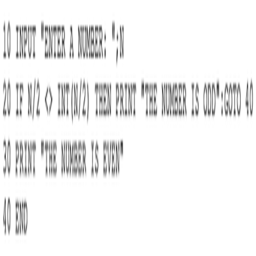 10 INPUT "ENTER A NUMBER: ";N
20 IF N/2 <> INT(N/2) THEN PRINT "THE NUMBER IS ODD":GOTO 40
30 PRINT "THE NUMBER IS EVEN"
40 END